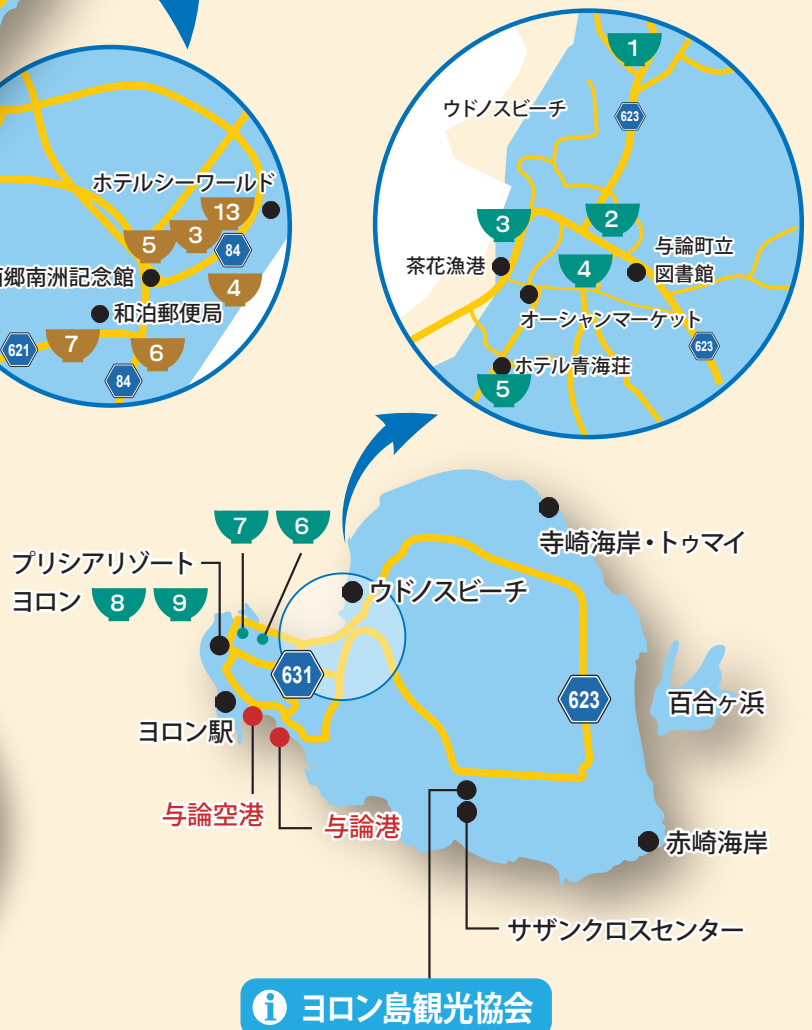 ホテルシーワールド
13
3
5
84
4
郷南洲記念館
和泊郵便局
621
7
6
84
1
ウドノスビーチ
623
3
2
茶花漁港
4
与論町立
図書館
オーシャンマーケット
623
ホテル青海荘
5
7
6
寺崎海岸・トゥマイ
プリシアリゾート
ヨロン 8 9
ウドノスビーチ
631
623
百合ヶ浜
ヨロン駅
与論空港
与論港
赤崎海岸
サザンクロスセンター
i ヨロン島観光協会